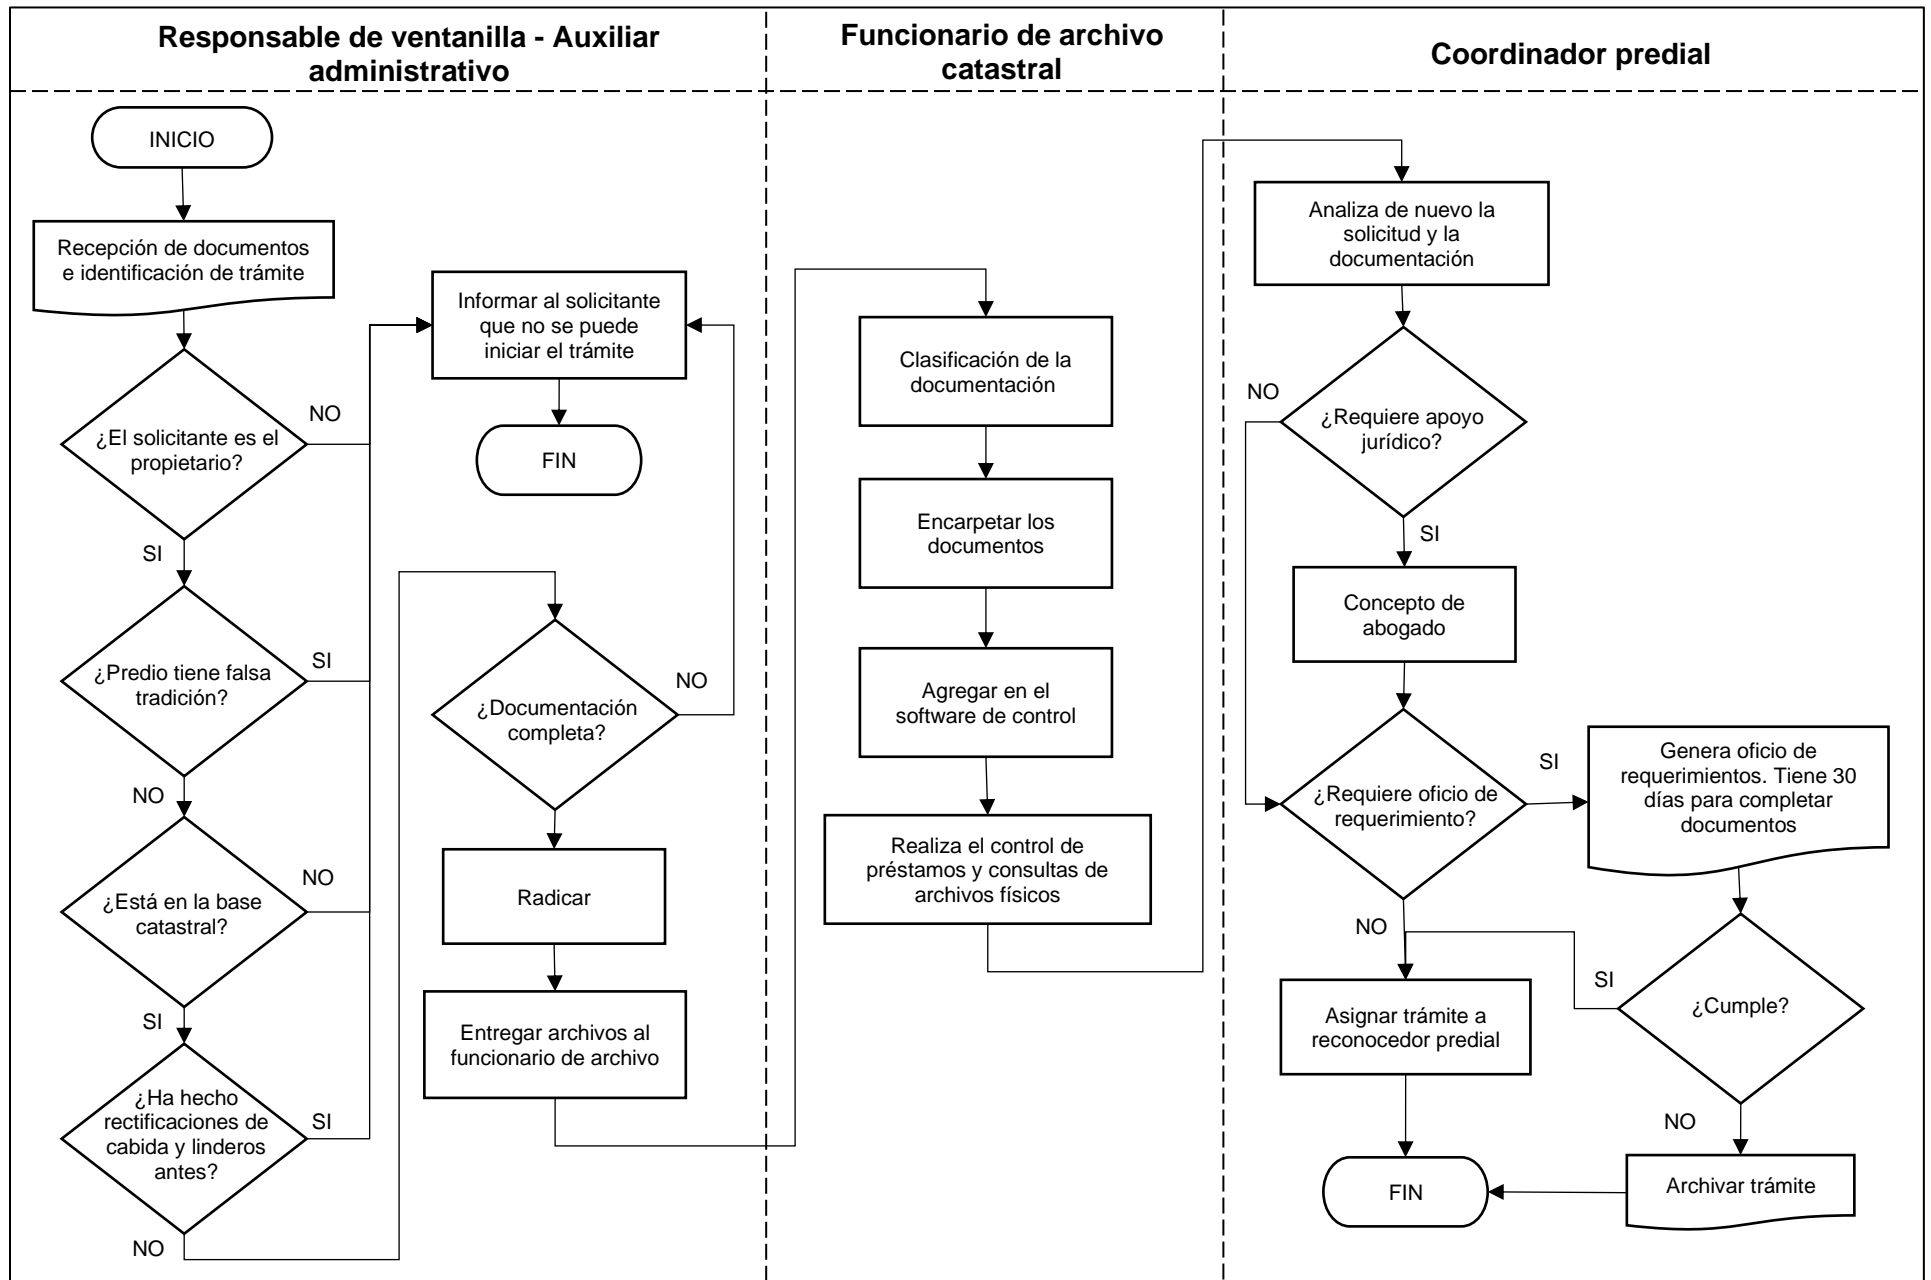 Responsable de ventanilla - Auxiliar
administrativo
Funcionario de archivo
catastral
Coordinador predial
INICIO
Recepción de documentos
e identificación de trámite
¿El solicitante es el
propietario?
NO
SI
¿Predio tiene falsa
tradición?
SI
NO
¿Está en la base
catastral?
NO
SI
¿Ha hecho
rectificaciones de
cabida y linderos
antes?
SI
NO
Informar al solicitante
que no se puede
iniciar el trámite
FIN
¿Documentación
completa?
NO
Radicar
Entregar archivos al
funcionario de archivo
Clasificación de la
documentación
Encarpetar los
documentos
Agregar en el
software de control
Realiza el control de
préstamos y consultas de
archivos físicos
Analiza de nuevo la
solicitud y la
documentación
NO
¿Requiere apoyo
jurídico?
SI
Concepto de
abogado
¿Requiere oficio de
requerimiento?
SI
NO
Genera oficio de
requerimientos. Tiene 30
días para completar
documentos
¿Cumple?
SI
NO
Asignar trámite a
reconocedor predial
Archivar trámite
FIN